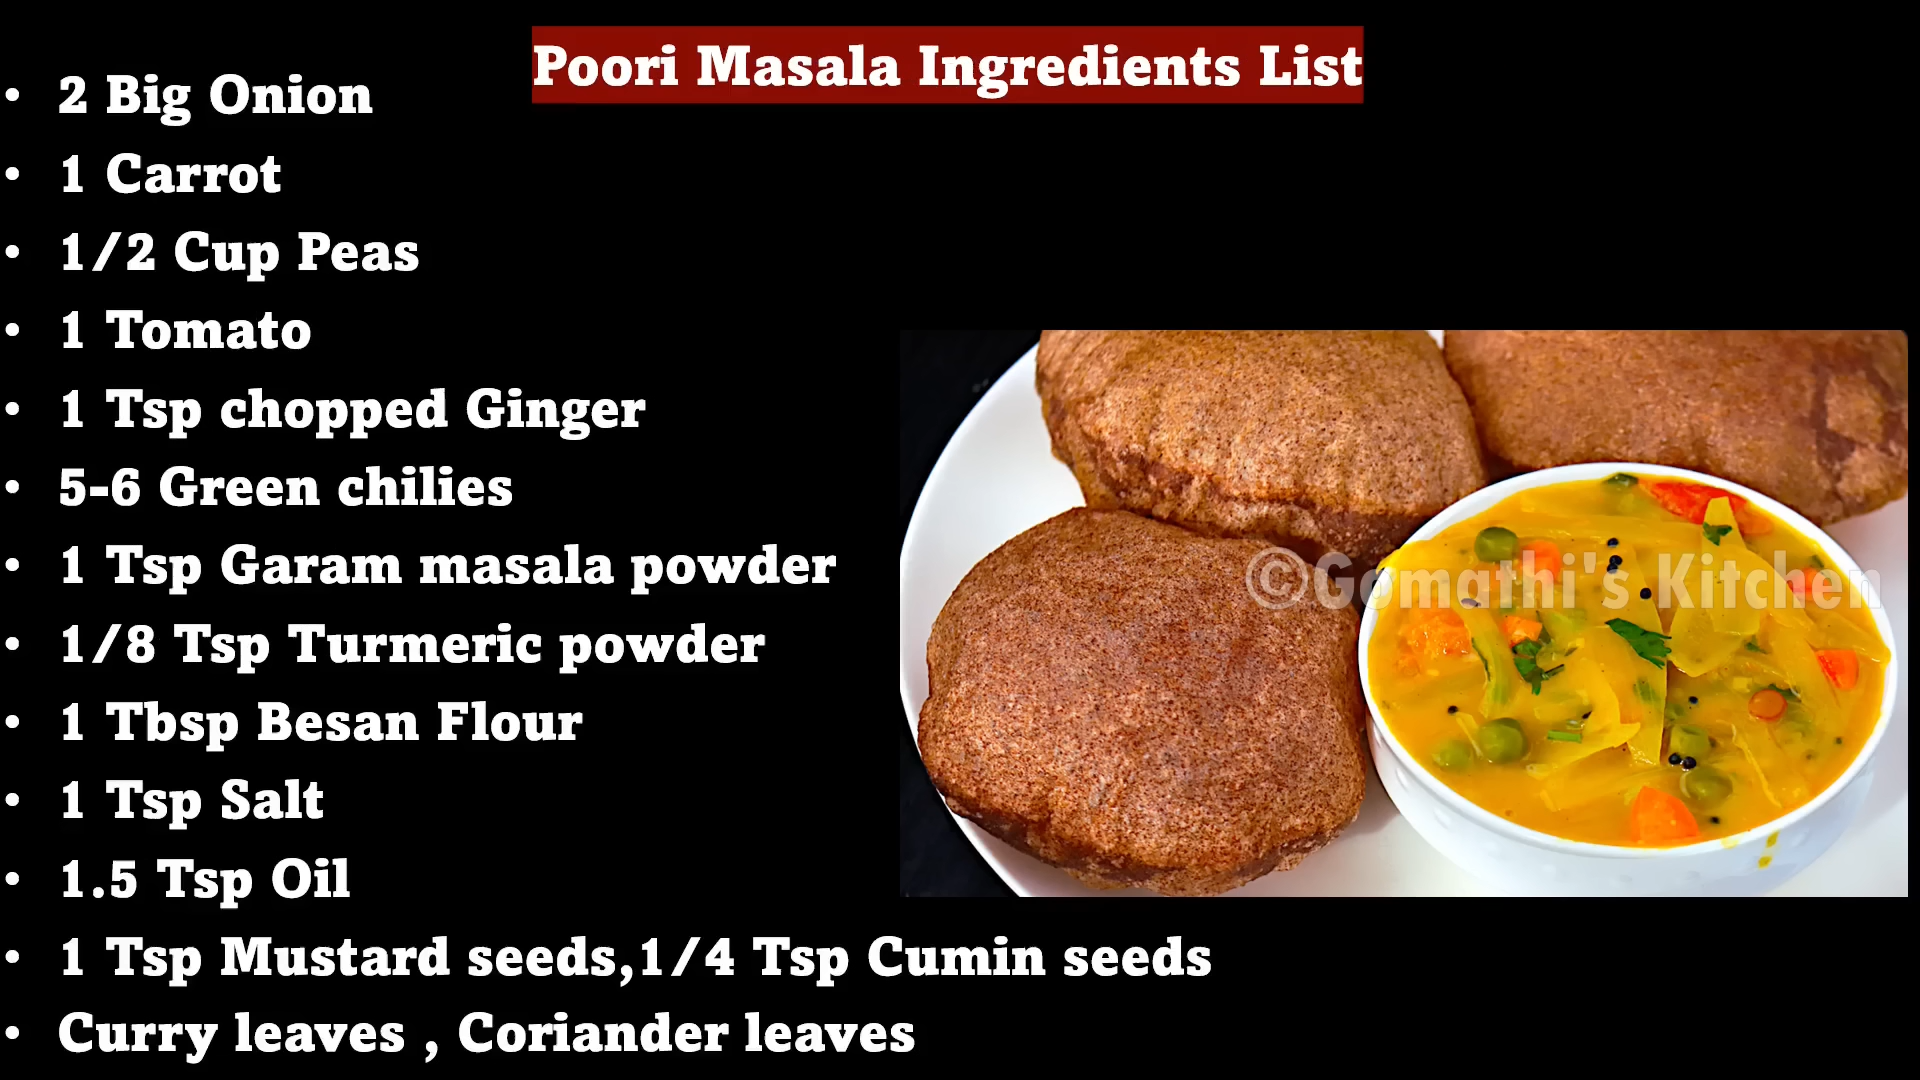 Poori Masala Ingredients List
• 2 Big Onion
• 1 Carrot
• 1/2 Cup Peas
• 1 Tomato
• 1 Tsp chopped Ginger
• 5-6 Green chilies
• 1 Tsp Garam masala powder
• 1/8 Tsp Turmeric powder
• 1 Tbsp Besan Flour
• 1 Tsp Salt
• 1.5 Tsp Oil
• 1 Tsp Mustard seeds,1/4 Tsp Cumin seeds
• Curry leaves , Coriander leaves
©Gomathi's Kitchen